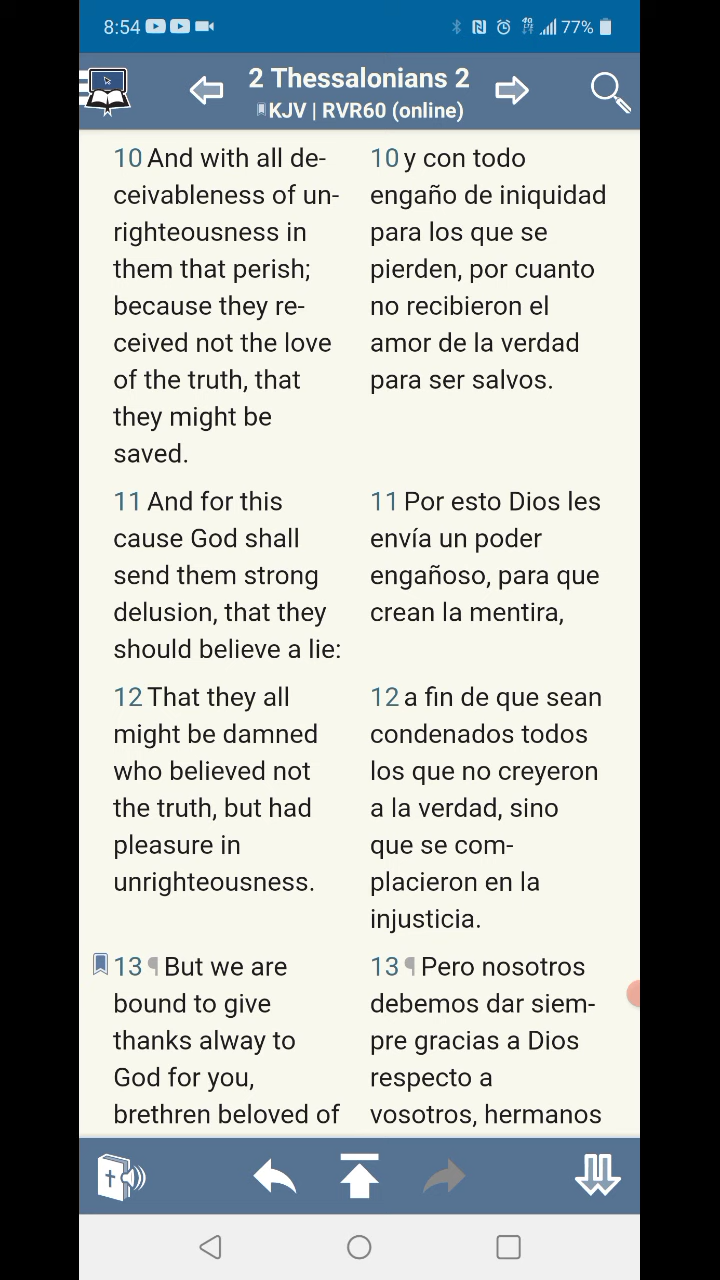 8:54
4G
77%
2 Thessalonians 2
KJV | RVR60 (online)
10 And with all de-
ceivableness of un-
righteousness in
them that perish;
because they re-
ceived not the love
of the truth, that
they might be
saved.
10 y con todo
engaño de iniquidad
para los que se
pierden, por cuanto
no recibieron el
amor de la verdad
para ser salvos.
11 And for this
cause God shall
send them strong
delusion, that they
should believe a lie:
11 Por esto Dios les
envía un poder
engañoso, para que
crean la mentira,
12 That they all
might be damned
who believed not
the truth, but had
pleasure in
unrighteousness.
12 a fin de que sean
condenados todos
los que no creyeron
a la verdad, sino
que se com-
placieron en la
injusticia.
13 ¶ But we are
bound to give
thanks alway to
God for you,
brethren beloved of
13 ¶ Pero nosotros
debemos dar siem-
pre gracias a Dios
respecto a
vosotros, hermanos